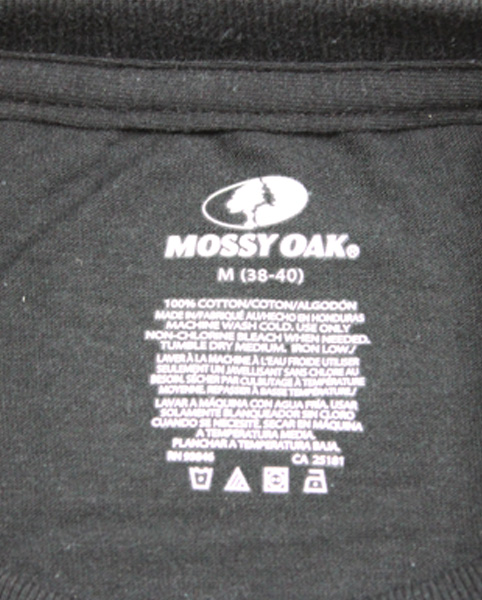 MOSSY OAK®
M (38-40)
100% COTTON/COTON/ALGODÓN
MADE IN/FABRIQUÉ AU/HECHO EN HONDURAS
MACHINE WASH COLD. USE ONLY
NON-CHLORINE BLEACH WHEN NEEDED.
TUMBLE DRY MEDIUM. IRON LOW./
LAVER À LA MACHINE À L'EAU FROIDE UTILISER
SEULEMENT UN JAVELLISANT SANS CHLORE AU
BESOIN. SÉCHER PAR CULBUTAGE À TEMPÉRATURE
MOYENNE. REPASSER À BASSE TEMPÉRATURE./
LAVAR A MÁQUINA CON AGUA FRÍA. USAR
SOLAMENTE BLANQUEADOR SIN CLORO
CUANDO SE NECESITE. SECAR EN MÁQUINA
A TEMPERATURA MEDIA.
PLANCHAR A TEMPERATURA BAJA.
RN CA 25181